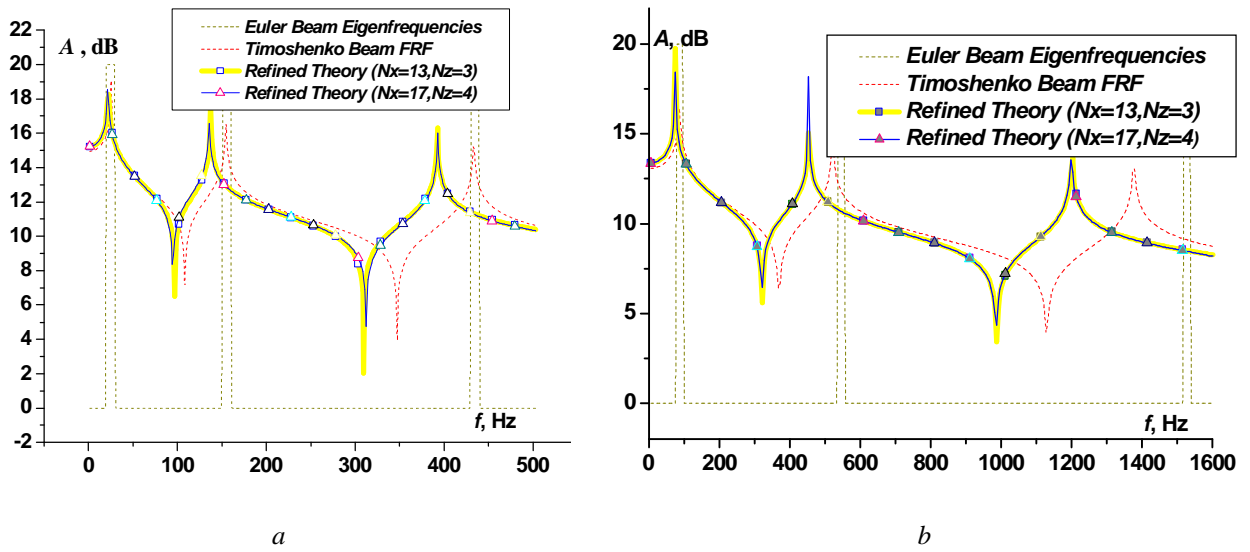 Euler Beam Eigenfrequencies
Timoshenko Beam FRF
Refined Theory (Nx=13,Nz=3)
Refined Theory (Nx=17,Nz=4)
A , dB
22
20
18
16
14
12
10
8
6
4
2
0
-2
f, Hz
0 100 200 300 400 500
a
Euler Beam Eigenfrequencies
Timoshenko Beam FRF
Refined Theory (Nx=13,Nz=3)
Refined Theory (Nx=17,Nz=4)
A, dB
20
15
10
5
0
f, Hz
0 200 400 600 800 1000 1200 1400 1600
b